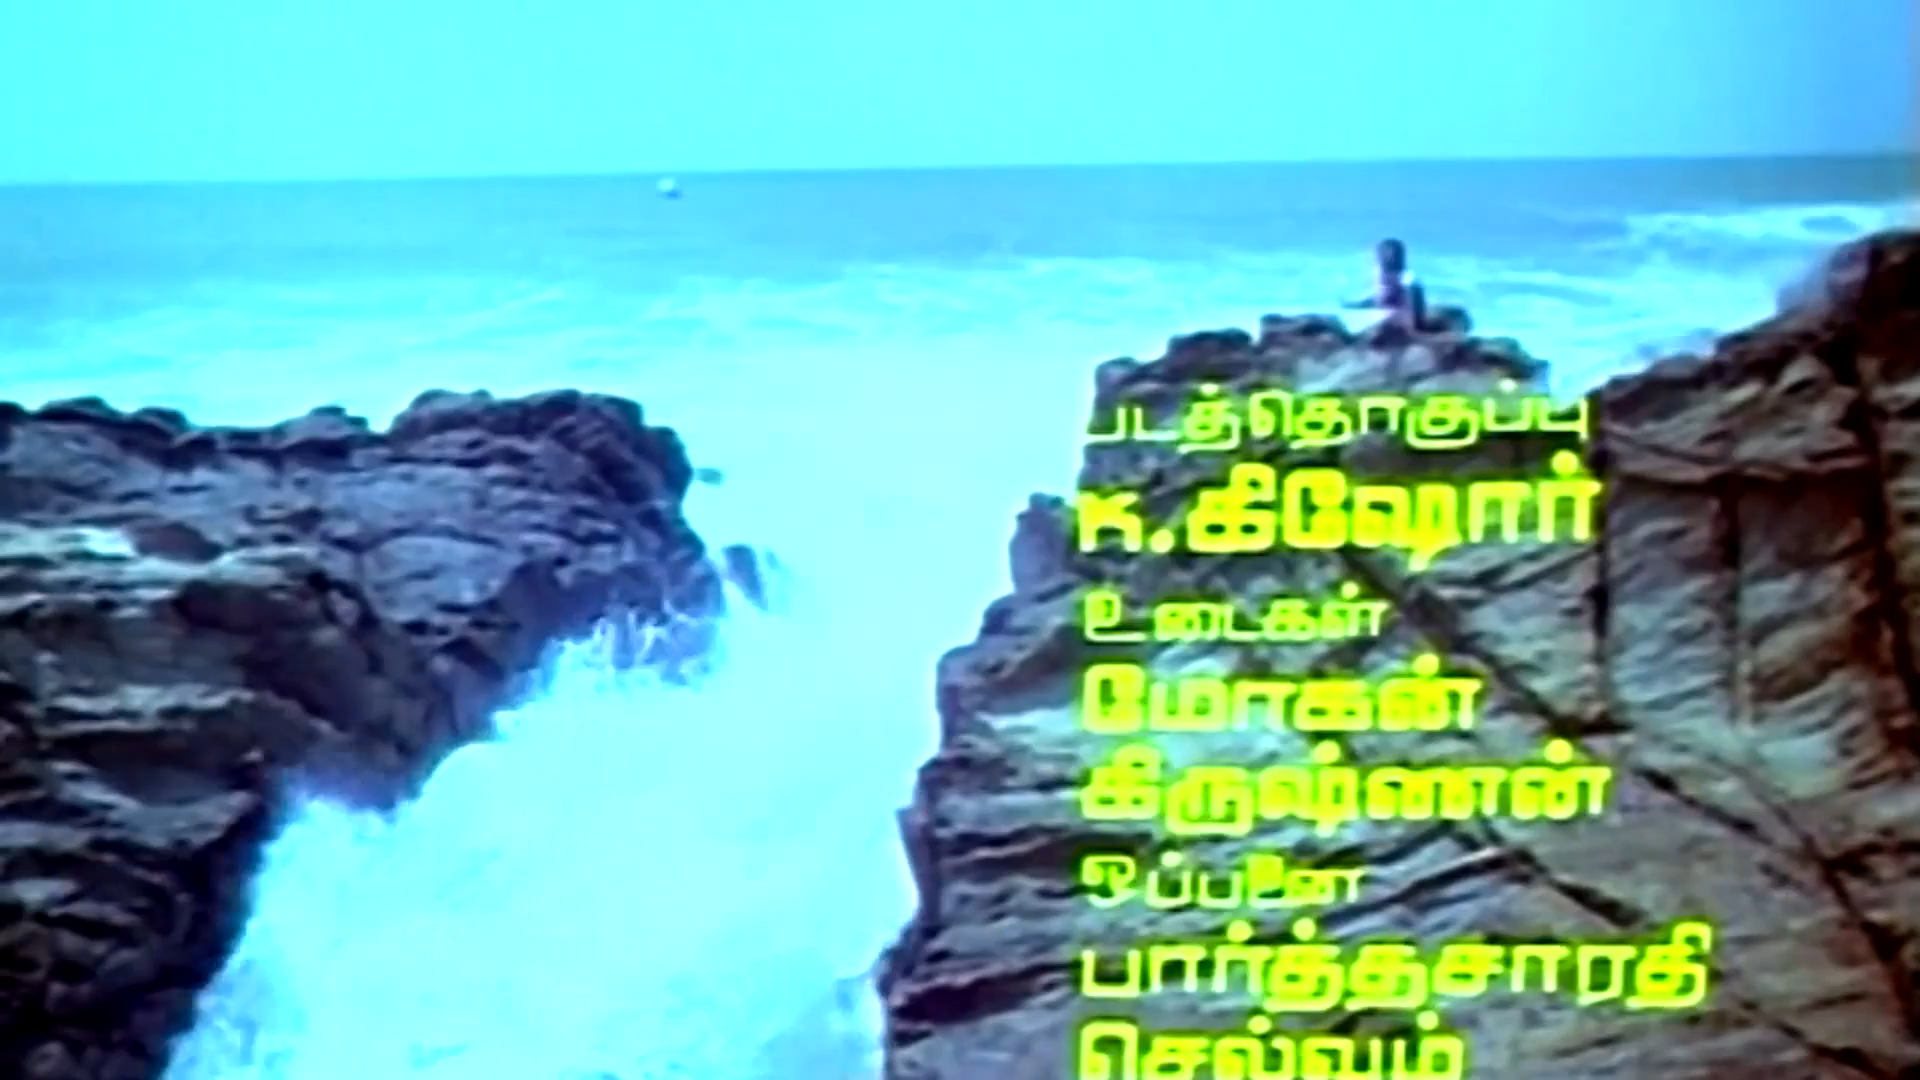 படத்தொகுப்பு
K.கிஷோர்
உடைகள்
மோகன்
கிருஷ்ணன்
ஒப்பனை
பார்த்தசாரதி
செல்வம்